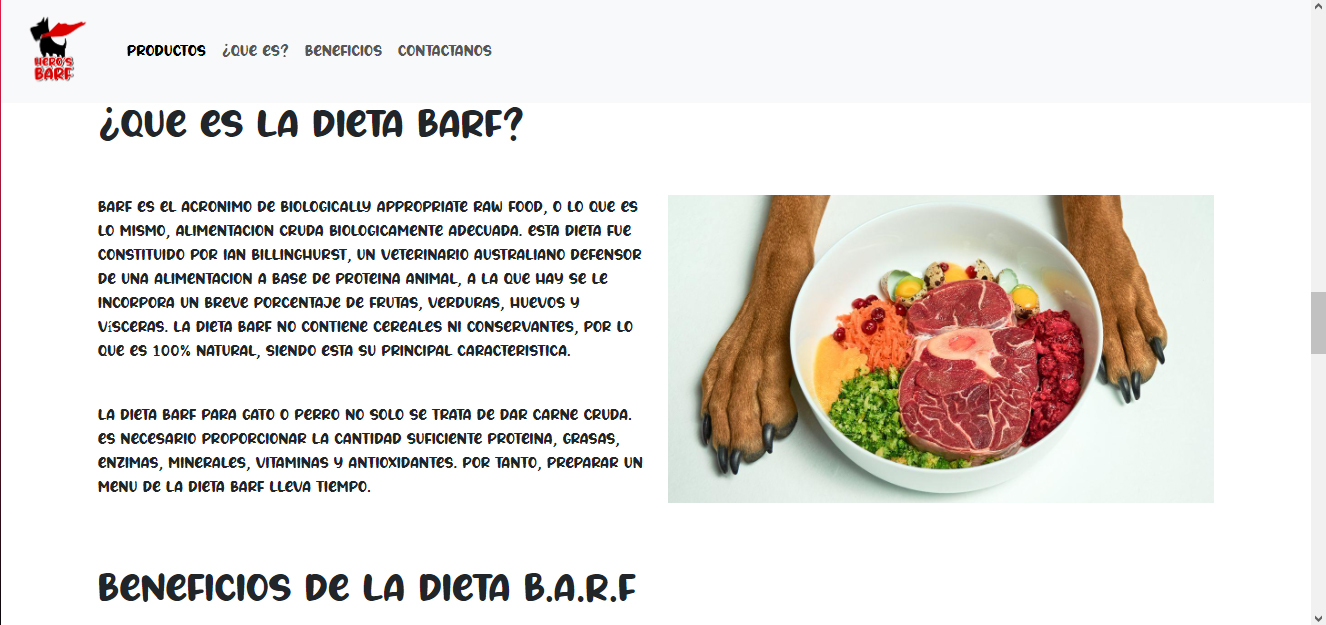 HERO'S
BARF
PRODUCTOS ¿QUE ES? BENEFICIOS CONTACTANOS
¿QUE ES LA DIETA BARF?
BARF ES EL ACRONIMO DE BIOLOGICALLY APPROPRIATE RAW FOOD, O LO QUE ES
LO MISMO, ALIMENTACION CRUDA BIOLOGICAMENTE ADECUADA. ESTA DIETA FUE
CONSTITUIDO POR IAN BILLINGHURST, UN VETERINARIO AUSTRALIANO DEFENSOR
DE UNA ALIMENTACION A BASE DE PROTEINA ANIMAL, A LA QUE HAY SE LE
INCORPORA UN BREVE PORCENTAJE DE FRUTAS, VERDURAS, HUEVOS Y
VíSCERAS. LA DIETA BARF NO CONTIENE CEREALES NI CONSERVANTES, POR LO
QUE ES 100% NATURAL, SIENDO ESTA SU PRINCIPAL CARACTERISTICA.
LA DIETA BARF PARA GATO O PERRO NO SOLO SE TRATA DE DAR CARNE CRUDA.
ES NECESARIO PROPORCIONAR LA CANTIDAD SUFICIENTE PROTEINA, GRASAS,
ENZIMAS, MINERALES, VITAMINAS Y ANTIOXIDANTES. POR TANTO, PREPARAR UN
MENU DE LA DIETA BARF LLEVA TIEMPO.
BENEFICIOS DE LA DIETA B.A.R.F